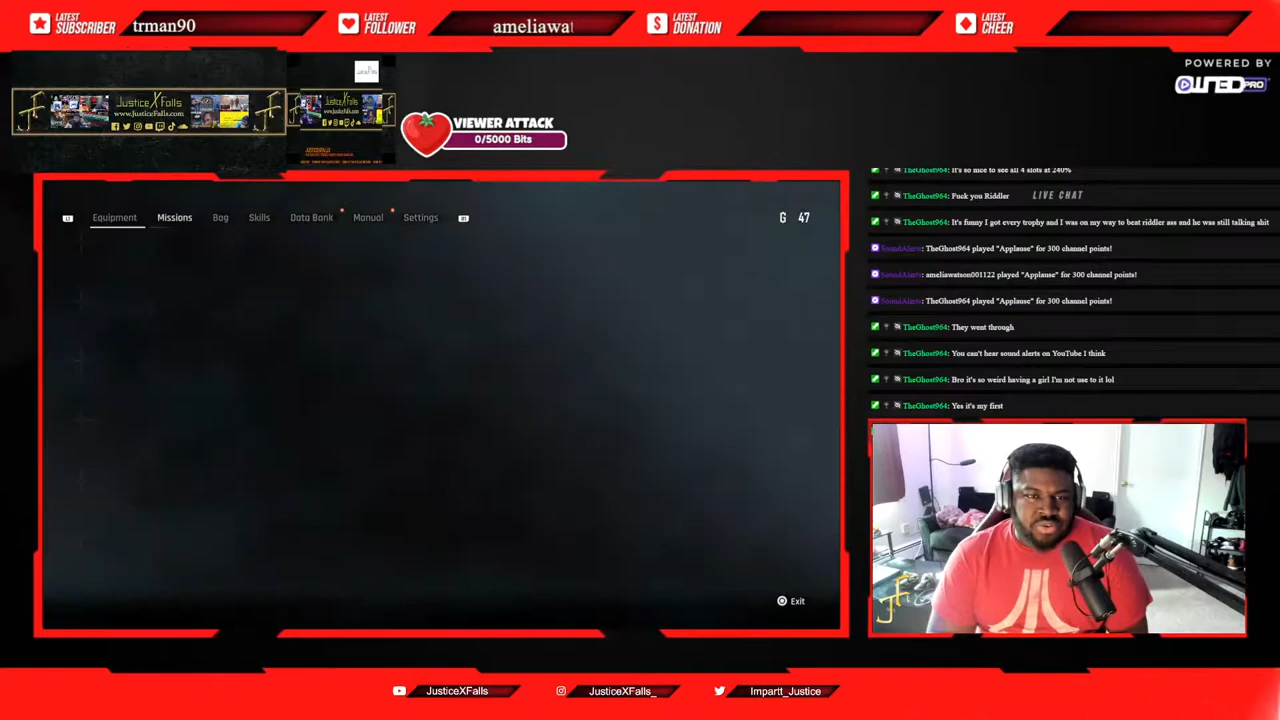 LATEST SUBSCRIBER
trman90
LATEST FOLLOWER
ameliawat
LATEST DONATION
LATEST CHEER
POWERED BY
OWNED PRO
JusticeXFalls
www.JusticeFalls.com
VIEWER ATTACK
0/5000 Bits
Equipment Missions Bag Skills Data Bank Manual Settings
G 47
Exit
TheGhost964: It's so nice to see all 4 slots at 240%
TheGhost964: Fuck you Riddler
LIVE CHAT
TheGhost964: It's funny I got every trophy and I was on my way to beat riddler ass and he was still talking shit
SoundAlerts: TheGhost964 played "Applause" for 300 channel points!
SoundAlerts: ameliawatson001122 played "Applause" for 300 channel points!
SoundAlerts: TheGhost964 played "Applause" for 300 channel points!
TheGhost964: They went through
TheGhost964: You can't hear sound alerts on YouTube I think
TheGhost964: Bro it's so weird having a girl I'm not use to it lol
TheGhost964: Yes it's my first
JF
JusticeXFalls
JusticeXFalls_
Impartt_Justice